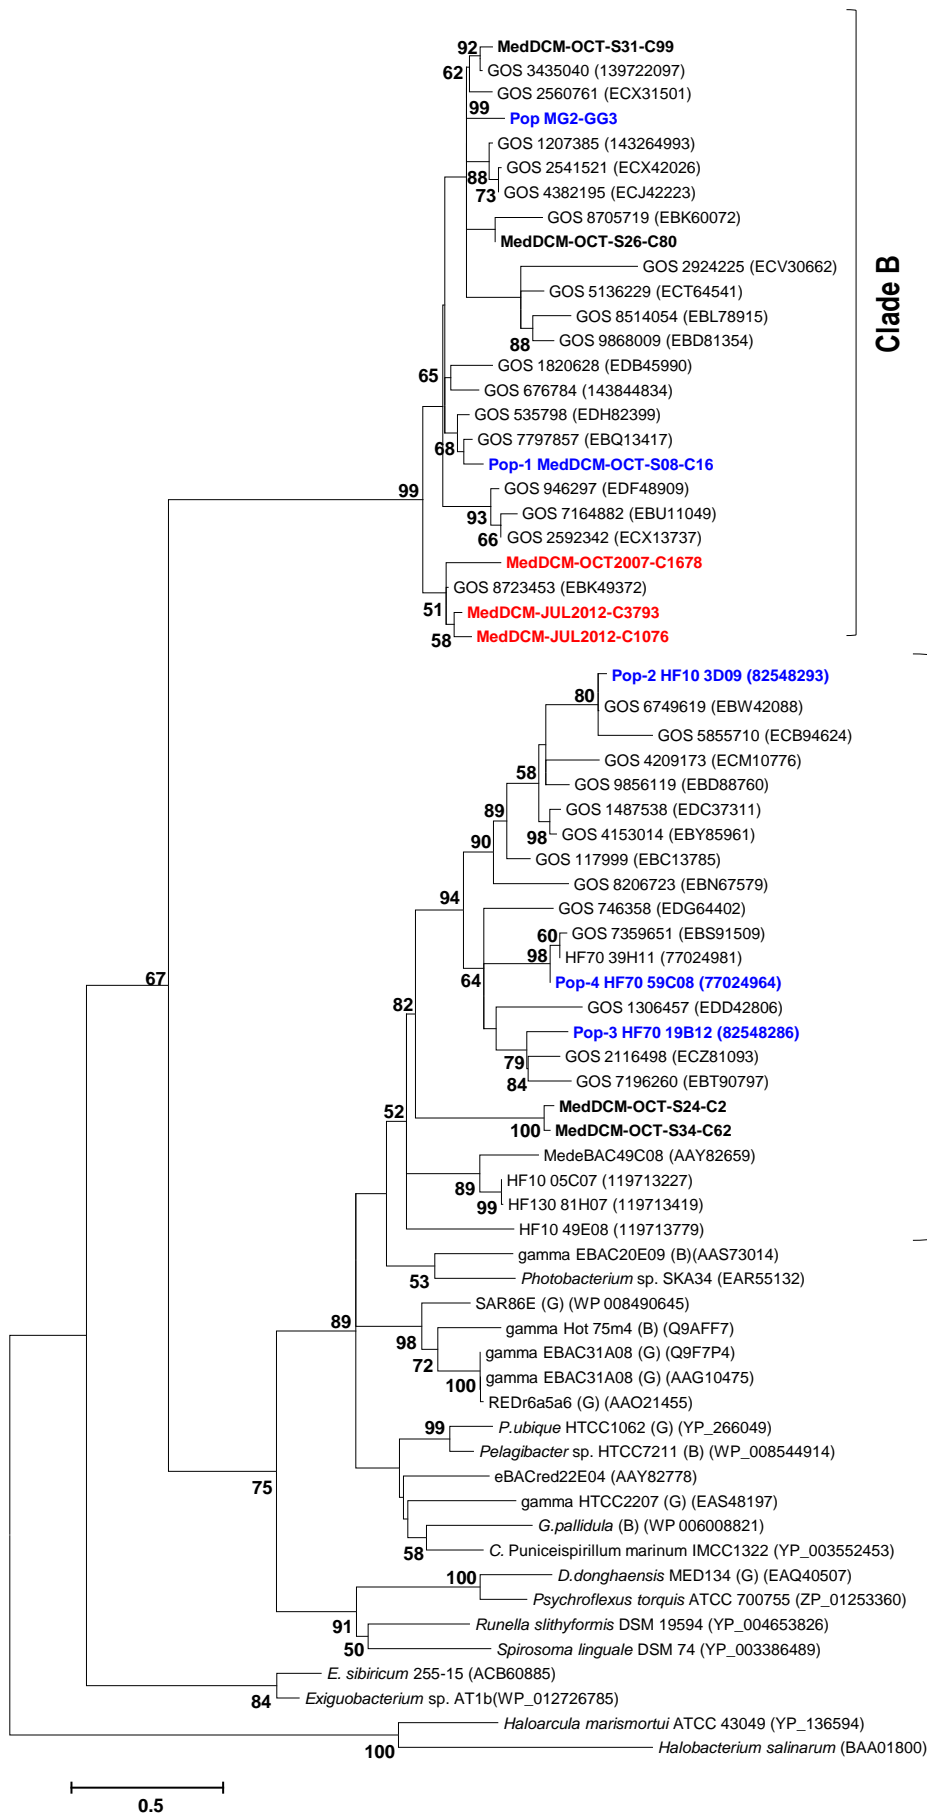 92
MedDCM-OCT-S31-C99
62
GOS 3435040 (139722097)
GOS 2560761 (ECX31501)
99
Pop MG2-GG3
GOS 1207385 (143264993)
88
GOS 2541521 (ECX42026)
73
GOS 4382195 (ECJ42223)
GOS 8705719 (EBK60072)
MedDCM-OCT-S26-C80
GOS 2924225 (ECV30662)
GOS 5136229 (ECT64541)
GOS 8514054 (EBL78915)
88
GOS 9868009 (EBD81354)
Clade B
65
GOS 1820628 (EDB45990)
GOS 676784 (143844834)
GOS 535798 (EDH82399)
68
GOS 7797857 (EBQ13417)
Pop-1 MedDCM-OCT-S08-C16
99
GOS 946297 (EDF48909)
93
GOS 7164882 (EBU11049)
66
GOS 2592342 (ECX13737)
MedDCM-OCT2007-C1678
GOS 8723453 (EBK49372)
51
MedDCM-JUL2012-C3793
58
MedDCM-JUL2012-C1076
Pop-2 HF10 3D09 (82548293)
80
GOS 6749619 (EBW42088)
GOS 5855710 (ECB94624)
GOS 4209173 (ECM10776)
58
GOS 9856119 (EBD88760)
89
GOS 1487538 (EDC37311)
98
GOS 4153014 (EBY85961)
90
GOS 117999 (EBC13785)
GOS 8206723 (EBN67579)
94
GOS 746358 (EDG64402)
60
GOS 7359651 (EBS91509)
98
HF70 39H11 (77024981)
64
Pop-4 HF70 59C08 (77024964)
67
82
GOS 1306457 (EDD42806)
Pop-3 HF70 19B12 (82548286)
79
GOS 2116498 (ECZ81093)
84
GOS 7196260 (EBT90797)
MedDCM-OCT-S24-C2
52
100
MedDCM-OCT-S34-C62
MedeBAC49C08 (AAY82659)
89
HF10 05C07 (119713227)
99
HF130 81H07 (119713419)
HF10 49E08 (119713779)
gamma EBAC20E09 (B)(AAS73014)
53
Photobacterium sp. SKA34 (EAR55132)
SAR86E (G) (WP 008490645)
89
gamma Hot 75m4 (B) (Q9AFF7)
98
gamma EBAC31A08 (G) (Q9F7P4)
72
gamma EBAC31A08 (G) (AAG10475)
100
REDr6a5a6 (G) (AAO21455)
99
P.ubique HTCC1062 (G) (YP_266049)
Pelagibacter sp. HTCC7211 (B) (WP_008544914)
75
eBACred22E04 (AAY82778)
gamma HTCC2207 (G) (EAS48197)
G.pallidula (B) (WP 006008821)
58
C. Puniceispirillum marinum IMCC1322 (YP_003552453)
100
D.donghaensis MED134 (G) (EAQ40507)
Psychroflexus torquis ATCC 700755 (ZP_01253360)
91
Runella slithyformis DSM 19594 (YP_004653826)
50
Spirosoma linguale DSM 74 (YP_003386489)
E. sibiricum 255-15 (ACB60885)
84
Exiguobacterium sp. AT1b(WP_012726785)
Haloarcula marismortui ATCC 43049 (YP_136594)
100
Halobacterium salinarum (BAA01800)
0.5